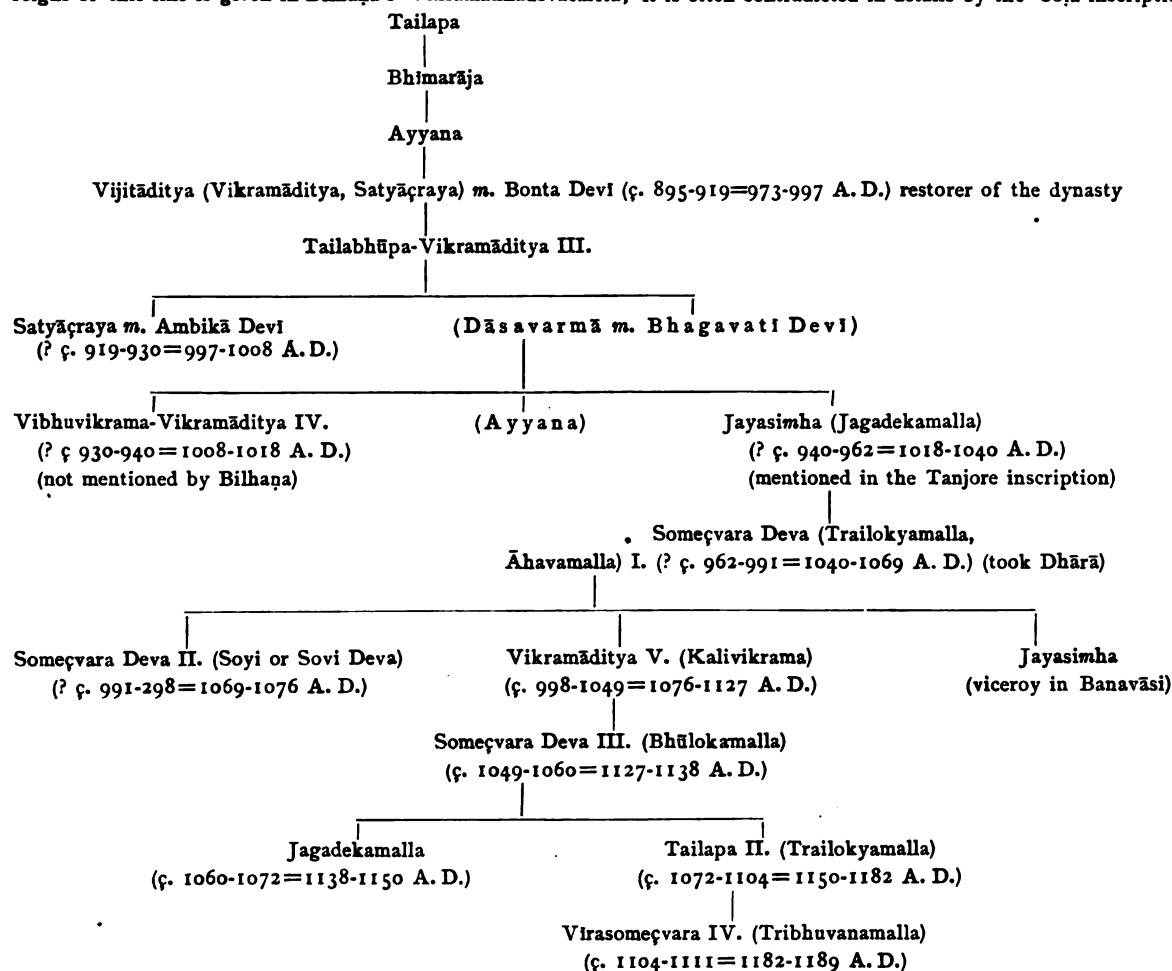 Tailapa
Bhīmarāja
Ayyana
Vijitāditya (Vikramāditya, Satyāçraya) m. Bonta Devī (ç. 895-919=973-997 A. D.) restorer of the dynasty
Tailabhūpa-Vikramāditya III.
Satyāçraya m. Ambikā Devī (Dāsavarmā m. Bhagavatī Devī)
(? ç. 919-930=997-1008 A. D.)
Vibhuvikrama-Vikramāditya IV. (Ayyana) Jayasimha (Jagadekamalla)
(? ç 930-940=1008-1018 A. D.) (? ç. 940-962=1018-1040 A. D.)
(not mentioned by Bilhaṇa) (mentioned in the Tanjore inscription)
Someçvara Deva (Trailokyamalla,
Āhavamalla) I. (? ç. 962-991=1040-1069 A. D.) (took Dhārā)
Someçvara Deva II. (Soyi or Sovi Deva) Vikramāditya V. (Kalivikrama) Jayasimha
(? ç. 991-298=1069-1076 A. D.) (ç. 998-1049=1076-1127 A. D.) (viceroy in Banavāsi)
Someçvara Deva III. (Bhūlokamalla)
(ç. 1049-1060=1127-1138 A. D.)
Jagadekamalla Tailapa II. (Trailokyamalla)
(ç. 1060-1072=1138-1150 A. D.) (ç. 1072-1104=1150-1182 A. D.)
Vīrasomeçvara IV. (Tribhuvanamalla)
(ç. 1104-1111=1182-1189 A. D.)